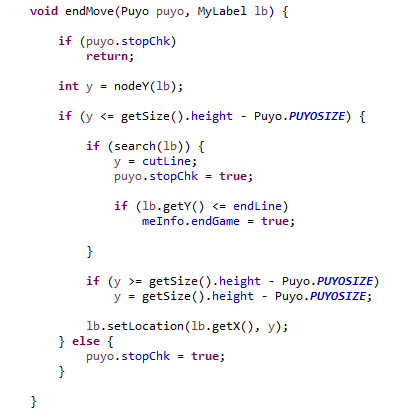 void endMove(Puyo puyo, MyLabel lb) {
if (puyo.stopChk)
return;
int y = nodeY(lb);
if (y <= getSize().height - Puyo.PUYOSIZE) {
if (search(lb)) {
y = cutLine;
puyo.stopChk = true;
if (lb.getY() <= endLine)
meInfo.endGame = true;
}
if (y >= getSize().height - Puyo.PUYOSIZE)
y = getSize().height - Puyo.PUYOSIZE;
lb.setLocation(lb.getX(), y);
} else {
puyo.stopChk = true;
}
}